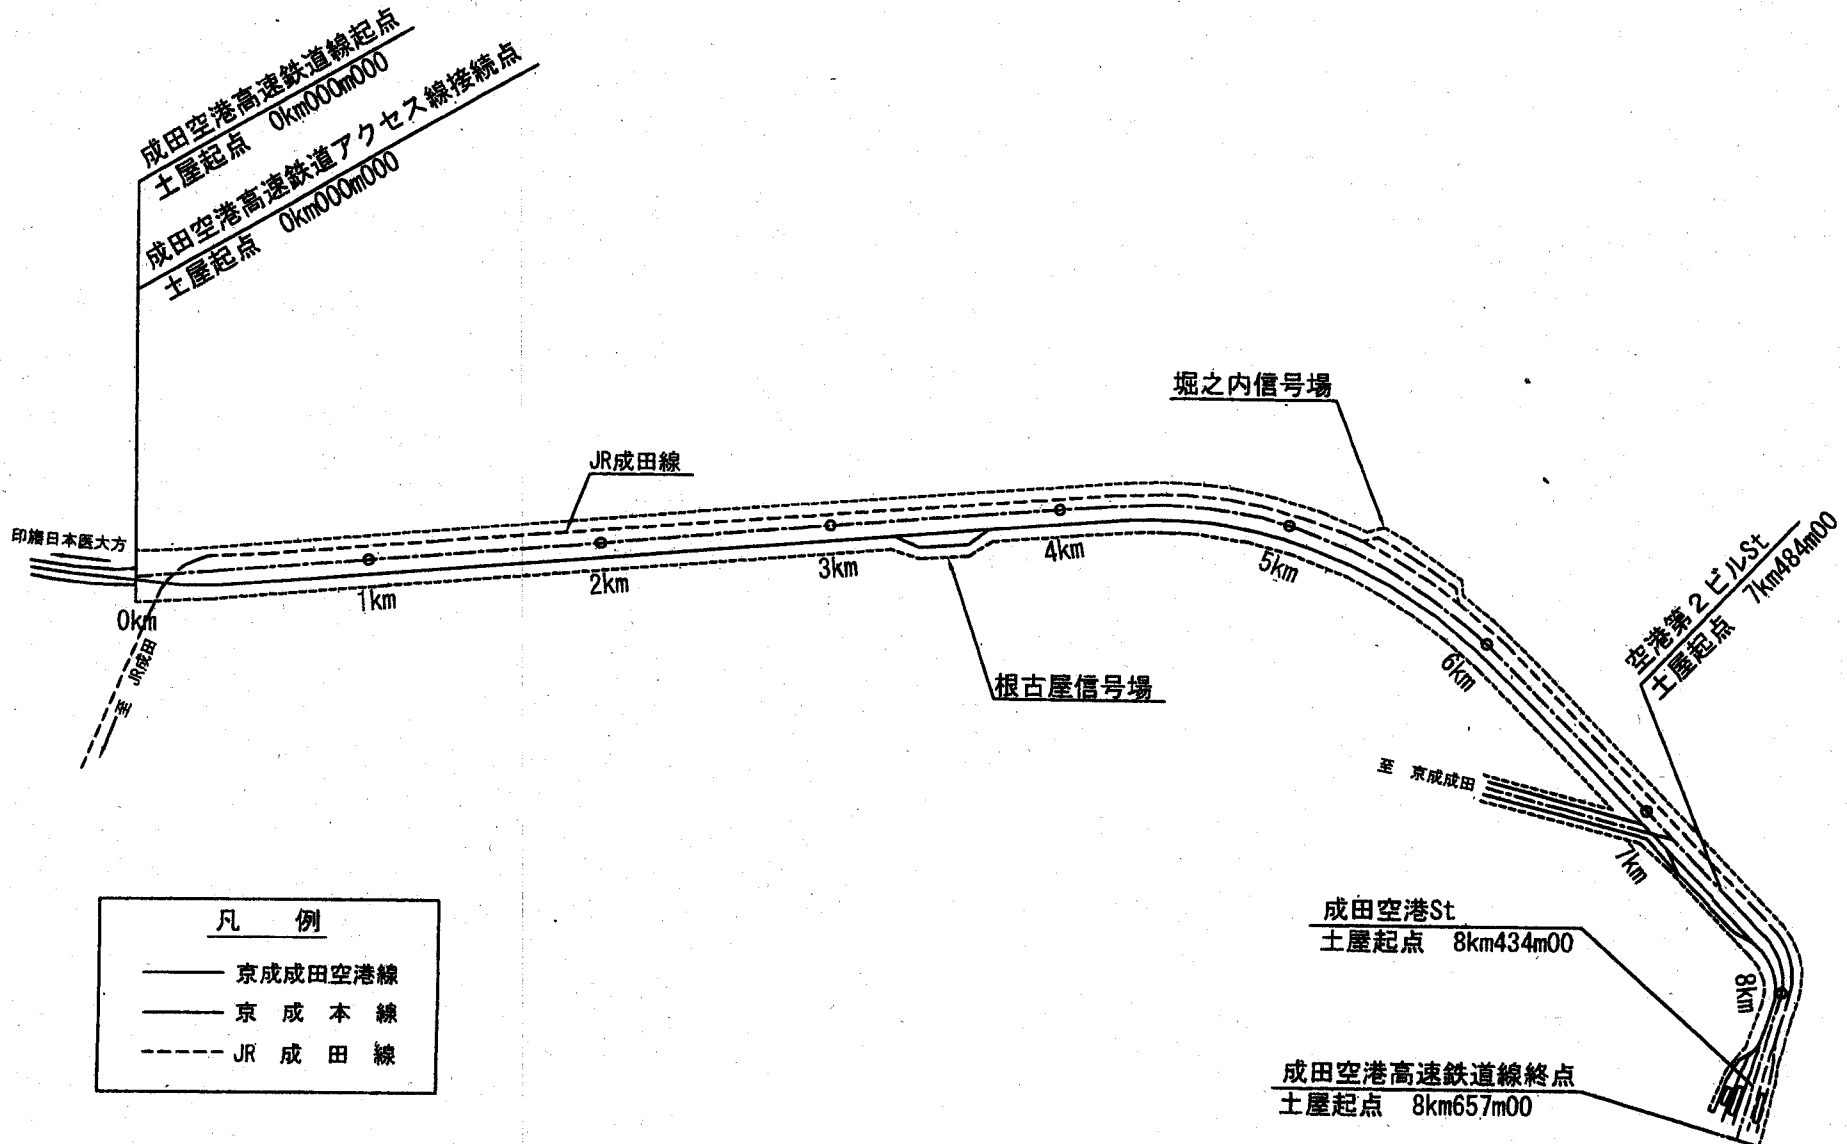 成田空港高速鉄道線起点
土屋起点 0km000m000
成田空港高速鉄道アクセス線接続点
土屋起点 0km000m000
堀之内信号場
JR成田線
印旛日本医大方
0km
1km
2km
3km
4km
5km
6km
7km
8km
至 JR成田
根古屋信号場
空港第2ビルSt
土屋起点 7km484m00
至 京成成田
成田空港St
土屋起点 8km434m00
成田空港高速鉄道線終点
土屋起点 8km657m00
凡 例
京成成田空港線
京成本線
JR成田線